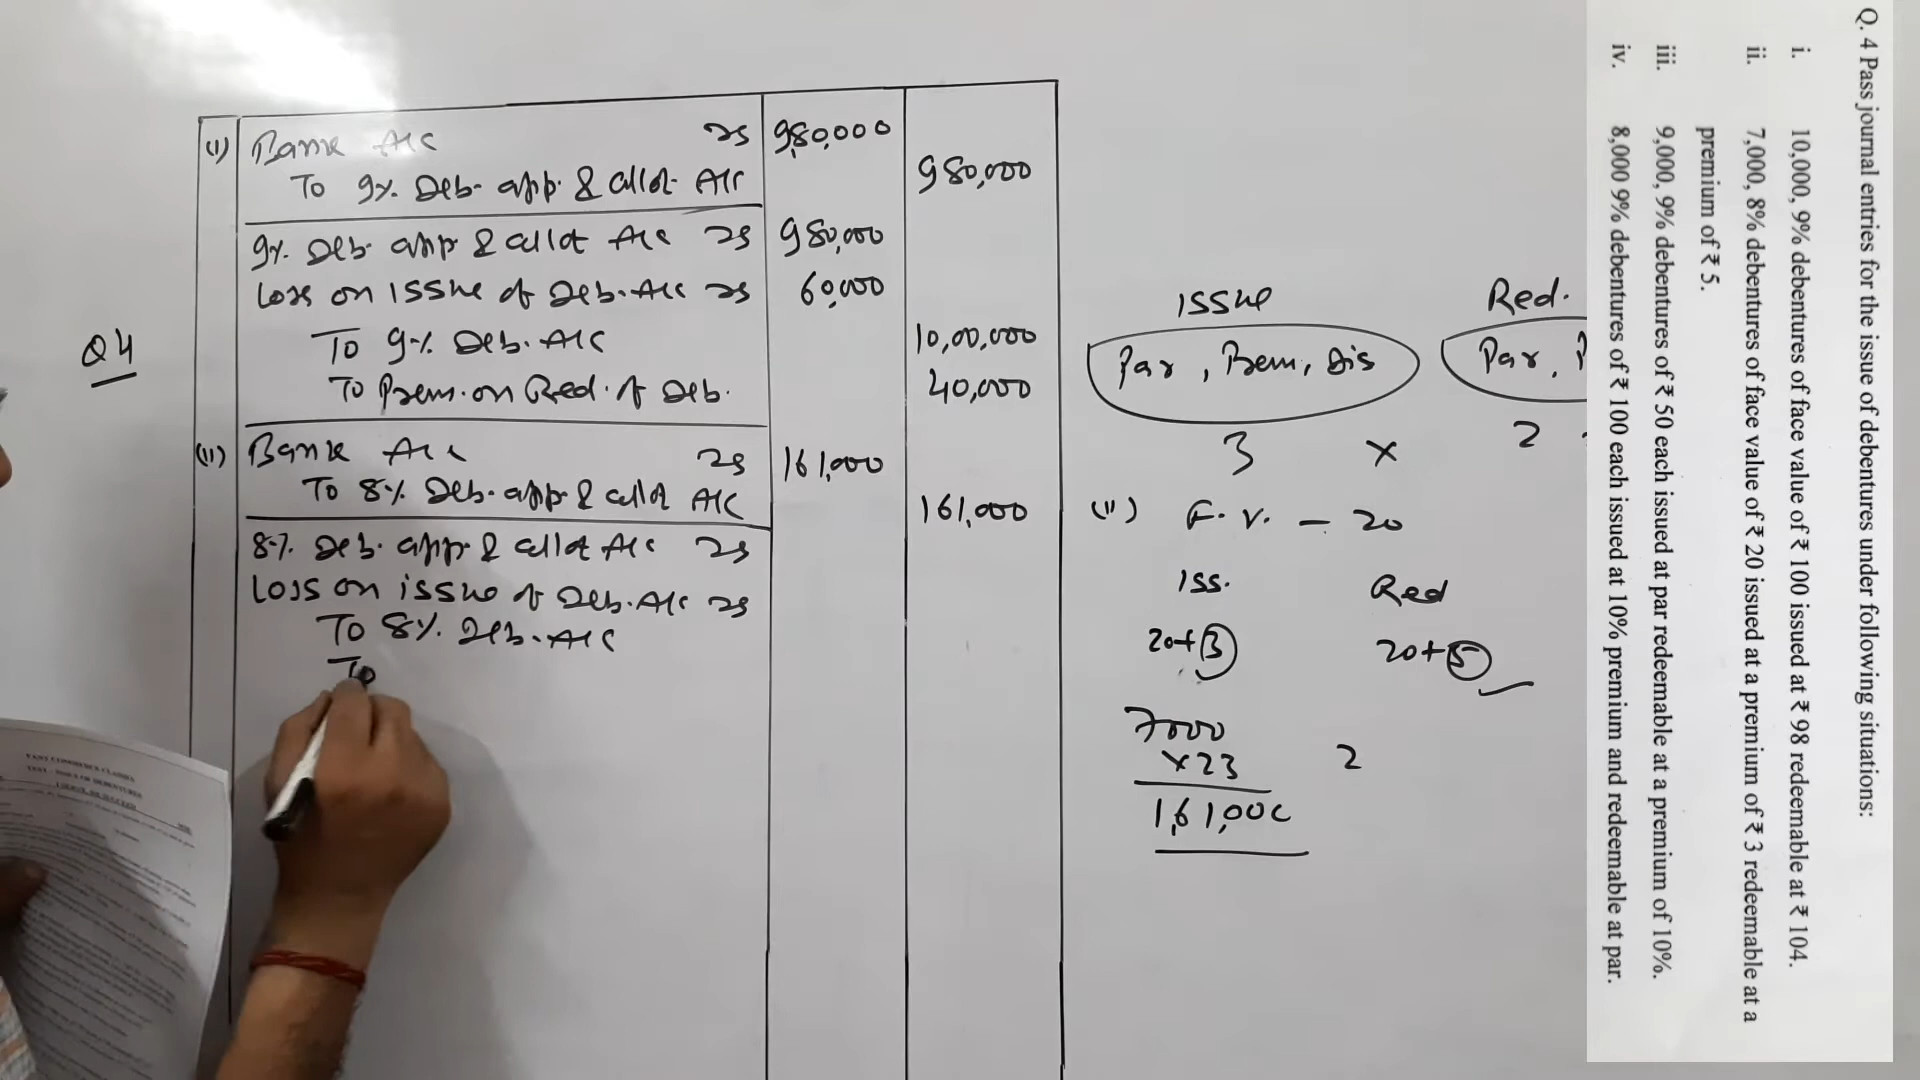 Q. 4 Pass journal entries for the issue of debentures under following situations:
i. 10,000, 9% debentures of face value of ₹ 100 issued at ₹ 98 redeemable at ₹ 104.
ii. 7,000, 8% debentures of face value of ₹ 20 issued at a premium of ₹ 3 redeemable at a
premium of ₹ 5.
iii. 9,000, 9% debentures of ₹ 50 each issued at par redeemable at a premium of 10%.
iv. 8,000 9% debentures of ₹ 100 each issued at 10% premium and redeemable at par.
Q4
(i) Bank A/c Dr 9,80,000
To 9% Deb. app. & allot. A/c 980,000
9% Deb. app & allot A/c Dr 980,000
Loss on issue of Deb. A/c Dr 60,000
To 9% Deb. A/c 10,00,000
To Prem. on Red. of Deb. 40,000
(ii) Bank A/c Dr 161,000
To 8% Deb. app. & allot A/c 161,000
8% Deb. app. & allot A/c Dr
Loss on issue of Deb. A/c Dr
To 8% Deb. A/c
To
Issue Red.
Par, Prem, Dis Par, P
3 x 2
(ii) F.V. – 20
Iss. Red
20+3 20+5
7000
x23 2
1,61,000